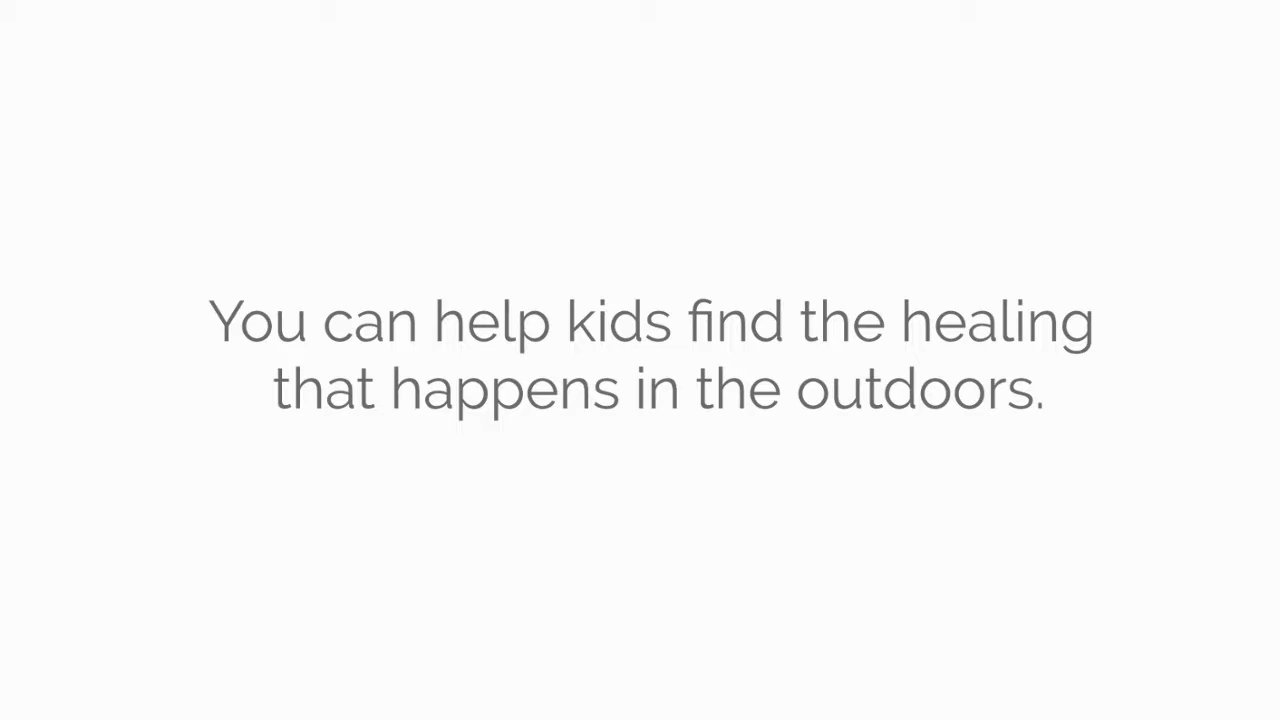 You can help kids find the healing
that happens in the outdoors.